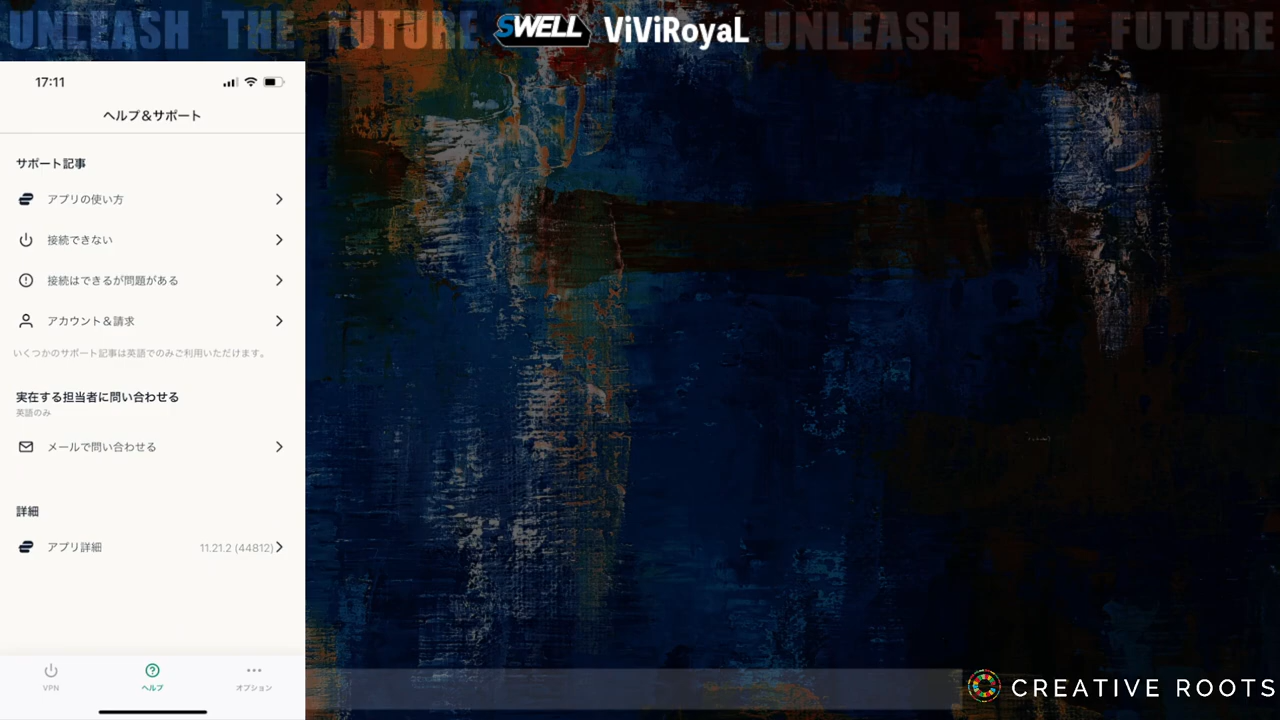 UNLEASH THE FUTURE SWELL ViViRoyaL UNLEASH THE FUTURE
17:11
ヘルプ＆サポート
サポート記事
アプリの使い方
接続できない
接続はできるが問題がある
アカウント＆請求
いくつかのサポート記事は英語でのみご利用いただけます。
実在する担当者に問い合わせる
英語のみ
メールで問い合わせる
詳細
アプリ詳細 11.21.2 (44812)
VPN ヘルプ オプション
CREATIVE ROOTS